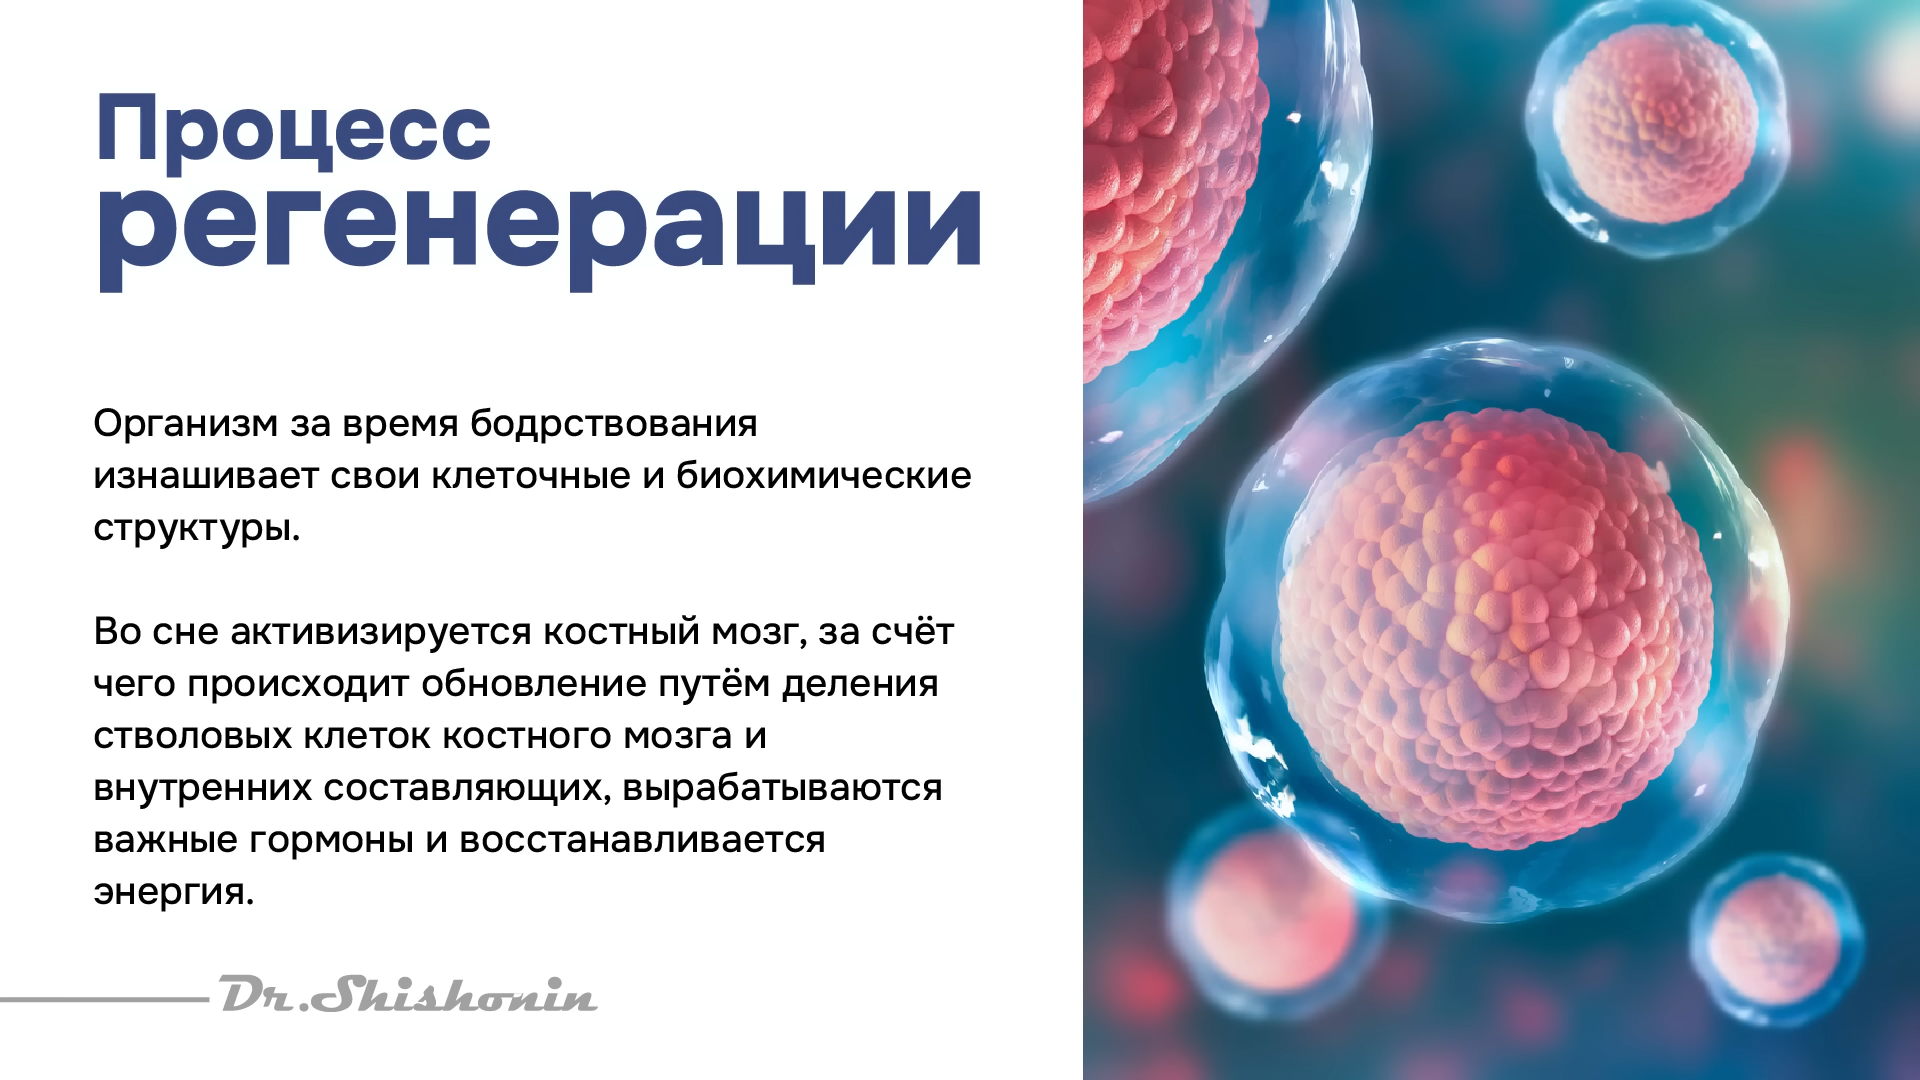 Процесс
регенерации
Организм за время бодрствования
изнашивает свои клеточные и биохимические
структуры.
Во сне активизируется костный мозг, за счёт
чего происходит обновление путём деления
стволовых клеток костного мозга и
внутренних составляющих, вырабатываются
важные гормоны и восстанавливается
энергия.
Dr.Shishonin